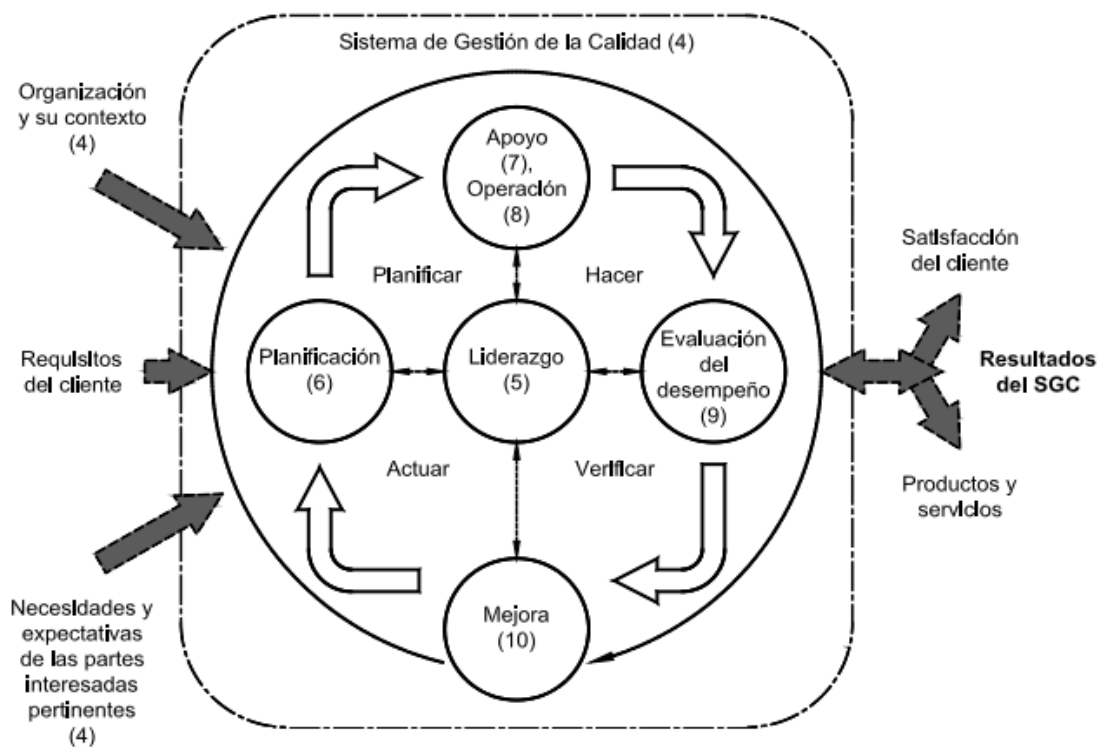 Sistema de Gestión de la Calidad (4)
Organización
y su contexto
(4)
Requisitos
del cliente
Necesidades y
expectativas
de las partes
interesadas
pertinentes
(4)
Apoyo
(7),
Operación
(8)
Planificar
Hacer
Planificación
(6)
Liderazgo
(5)
Evaluación
del
desempeño
(9)
Actuar
Verificar
Mejora
(10)
Satisfacción
del cliente
Resultados
del SGC
Productos y
servicios